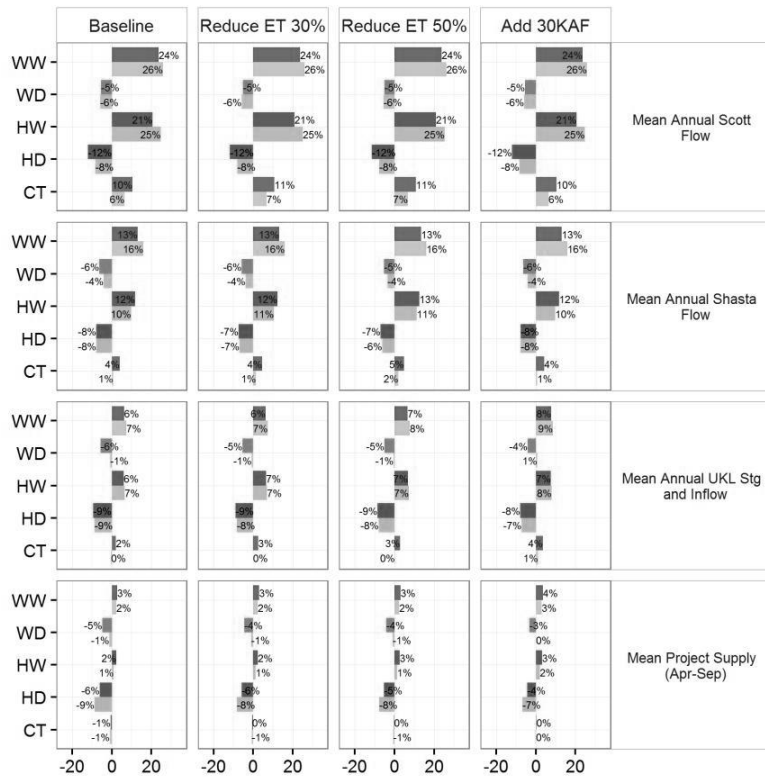 Baseline Reduce ET 30% Reduce ET 50% Add 30KAF
WW 24% 24% 24% 24%
26% 26% 26% 26%
WD -5% -5% -5% -5%
-6% -6% -6% -6%
HW 21% 21% 21% 21%
25% 25% 25% 25%
HD -12% -12% -12% -12%
-8% -8% -8% -8%
CT 10% 11% 11% 10%
6% 7% 7% 6%
Mean Annual Scott
Flow
WW 13% 13% 13% 13%
16% 16% 16% 16%
WD -6% -6% -5% -6%
-4% -4% -4% -4%
HW 12% 12% 13% 12%
10% 11% 11% 10%
HD -8% -7% -7% -8%
-8% -7% -6% -8%
CT 4% 4% 5% 4%
1% 1% 2% 1%
Mean Annual Shasta
Flow
WW 6% 6% 7% 8%
7% 7% 8% 9%
WD -6% -5% -5% -4%
-1% -1% -1% 1%
HW 6% 7% 7% 7%
7% 7% 7% 8%
HD -9% -9% -9% -8%
-9% -8% -8% -7%
CT 2% 3% 3% 4%
0% 0% 0% 1%
Mean Annual UKL Stg
and Inflow
WW 3% 3% 3% 4%
2% 2% 2% 3%
WD -5% -4% -4% -3%
-1% -1% -1% 0%
HW 2% 2% 3% 3%
1% 1% 1% 2%
HD -6% -6% -5% -4%
-9% -8% -8% -7%
CT -1% 0% 0% 0%
-1% -1% -1% 0%
Mean Project Supply
(Apr-Sep)
-20 0 20 40 -20 0 20 40 -20 0 20 40 -20 0 20 40